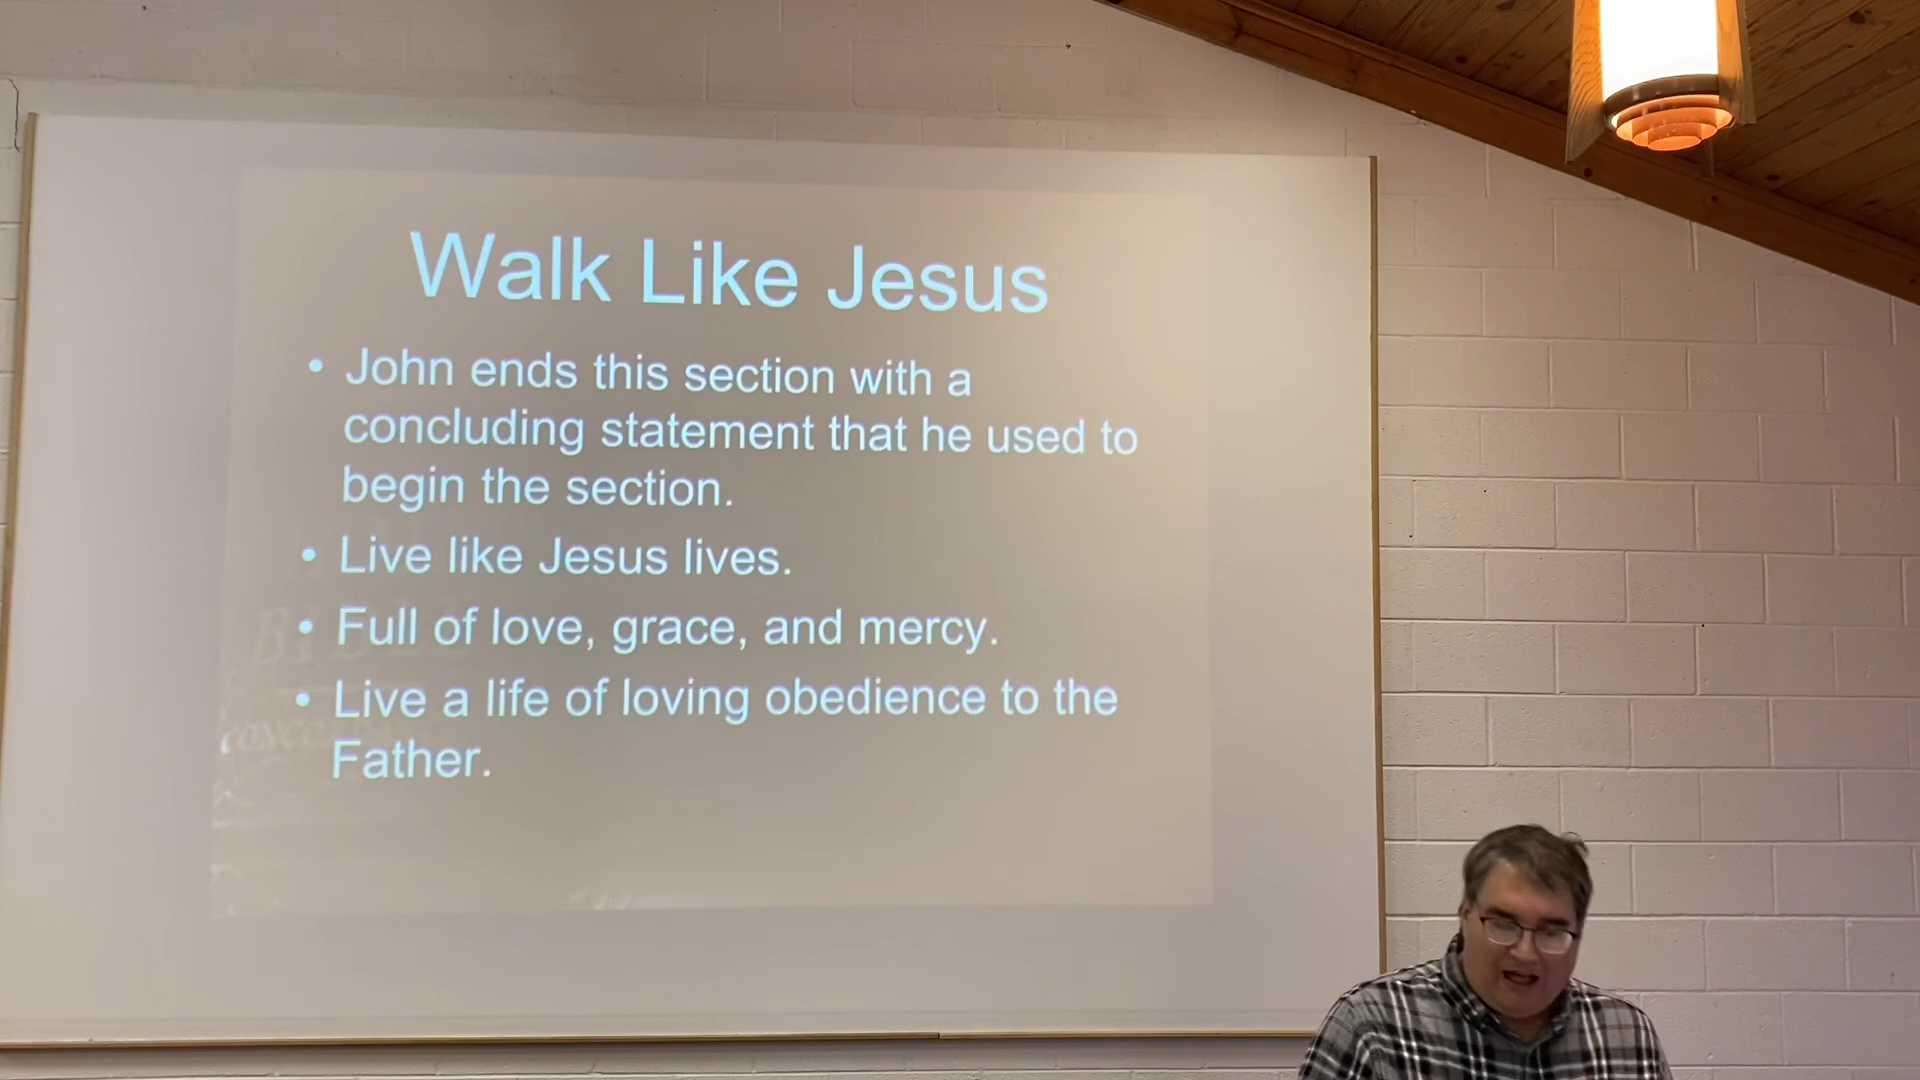 Walk Like Jesus
• John ends this section with a
concluding statement that he used to
begin the section.
• Live like Jesus lives.
• Full of love, grace, and mercy.
• Live a life of loving obedience to the
Father.